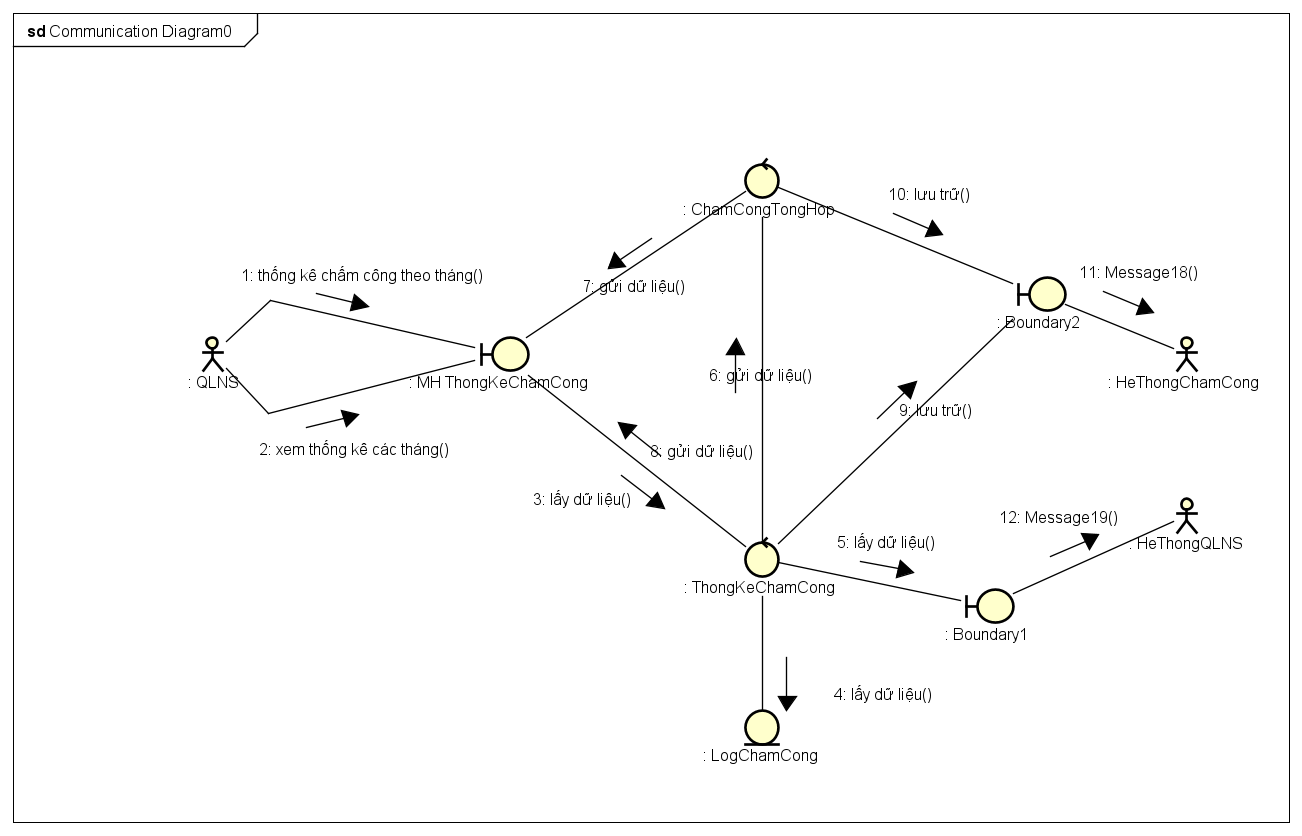 sd Communication Diagram0
10: lưu trữ()
: ChamCongTongHop
1: thống kê chấm công theo tháng()
11: Message18()
7: gửi dữ liệu()
: Boundary2
: QLNS
: MH ThongKeChamCong
6: gửi dữ liệu()
: HeThongChamCong
9: lưu trữ()
2: xem thống kê các tháng()
8: gửi dữ liệu()
3: lấy dữ liệu()
12: Message19()
5: lấy dữ liệu()
: HeThongQLNS
: ThongKeChamCong
: Boundary1
4: lấy dữ liệu()
: LogChamCong